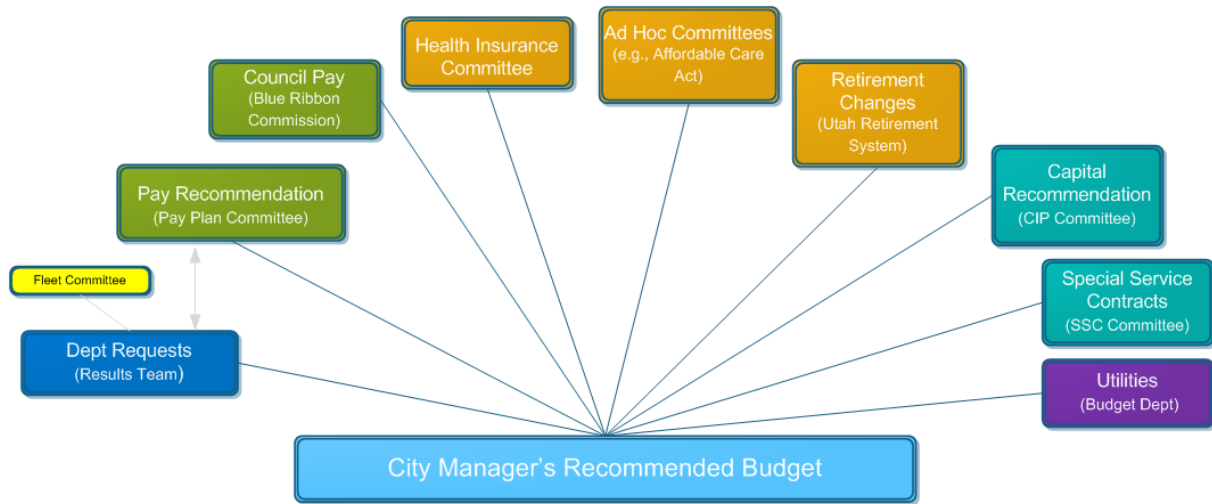 Ad Hoc Committees
(e.g., Affordable Care
Act)
Health Insurance
Committee
Council Pay
(Blue Ribbon
Commission)
Retirement
Changes
(Utah Retirement
System)
Pay Recommendation
(Pay Plan Committee)
Capital
Recommendation
(CIP Committee)
Fleet Committee
Special Service
Contracts
(SSC Committee)
Dept Requests
(Results Team)
Utilities
(Budget Dept)
City Manager's Recommended Budget